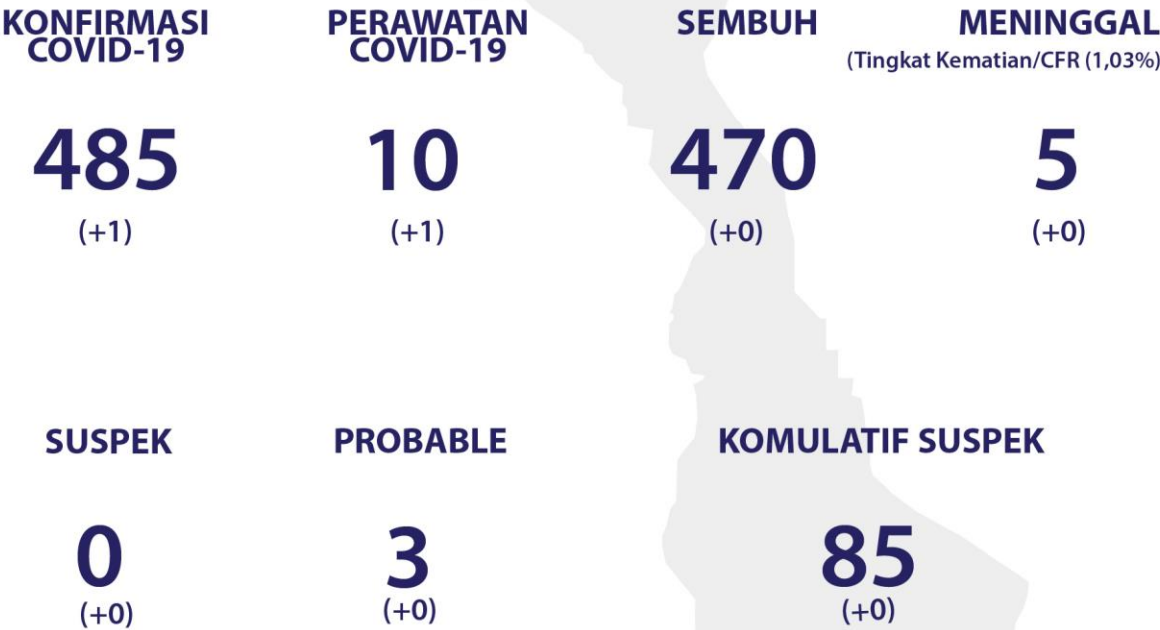 KONFIRMASI
COVID-19
485
(+1)
PERAWATAN
COVID-19
10
(+1)
SEMBUH
470
(+0)
MENINGGAL
(Tingkat Kematian/CFR (1,03%)
5
(+0)
SUSPEK
0
(+0)
PROBABLE
3
(+0)
KOMULATIF SUSPEK
85
(+0)